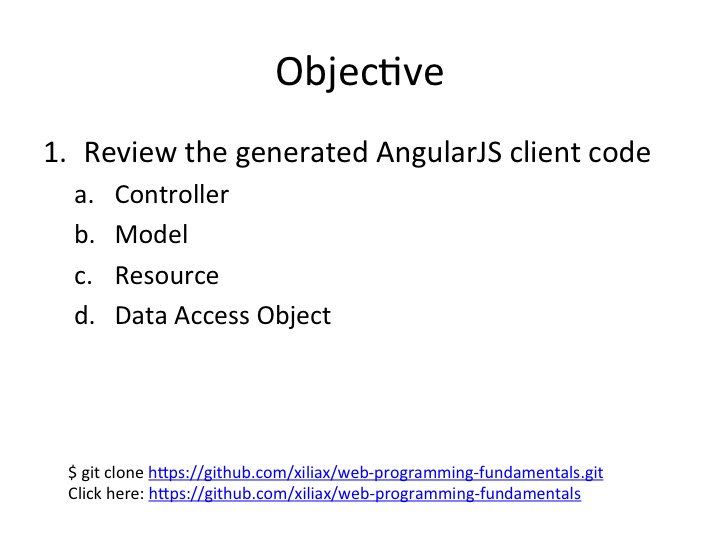 Objective
1. Review the generated AngularJS client code
a. Controller
b. Model
c. Resource
d. Data Access Object
$ git clone https://github.com/xiliax/web-programming-fundamentals.git
Click here: https://github.com/xiliax/web-programming-fundamentals